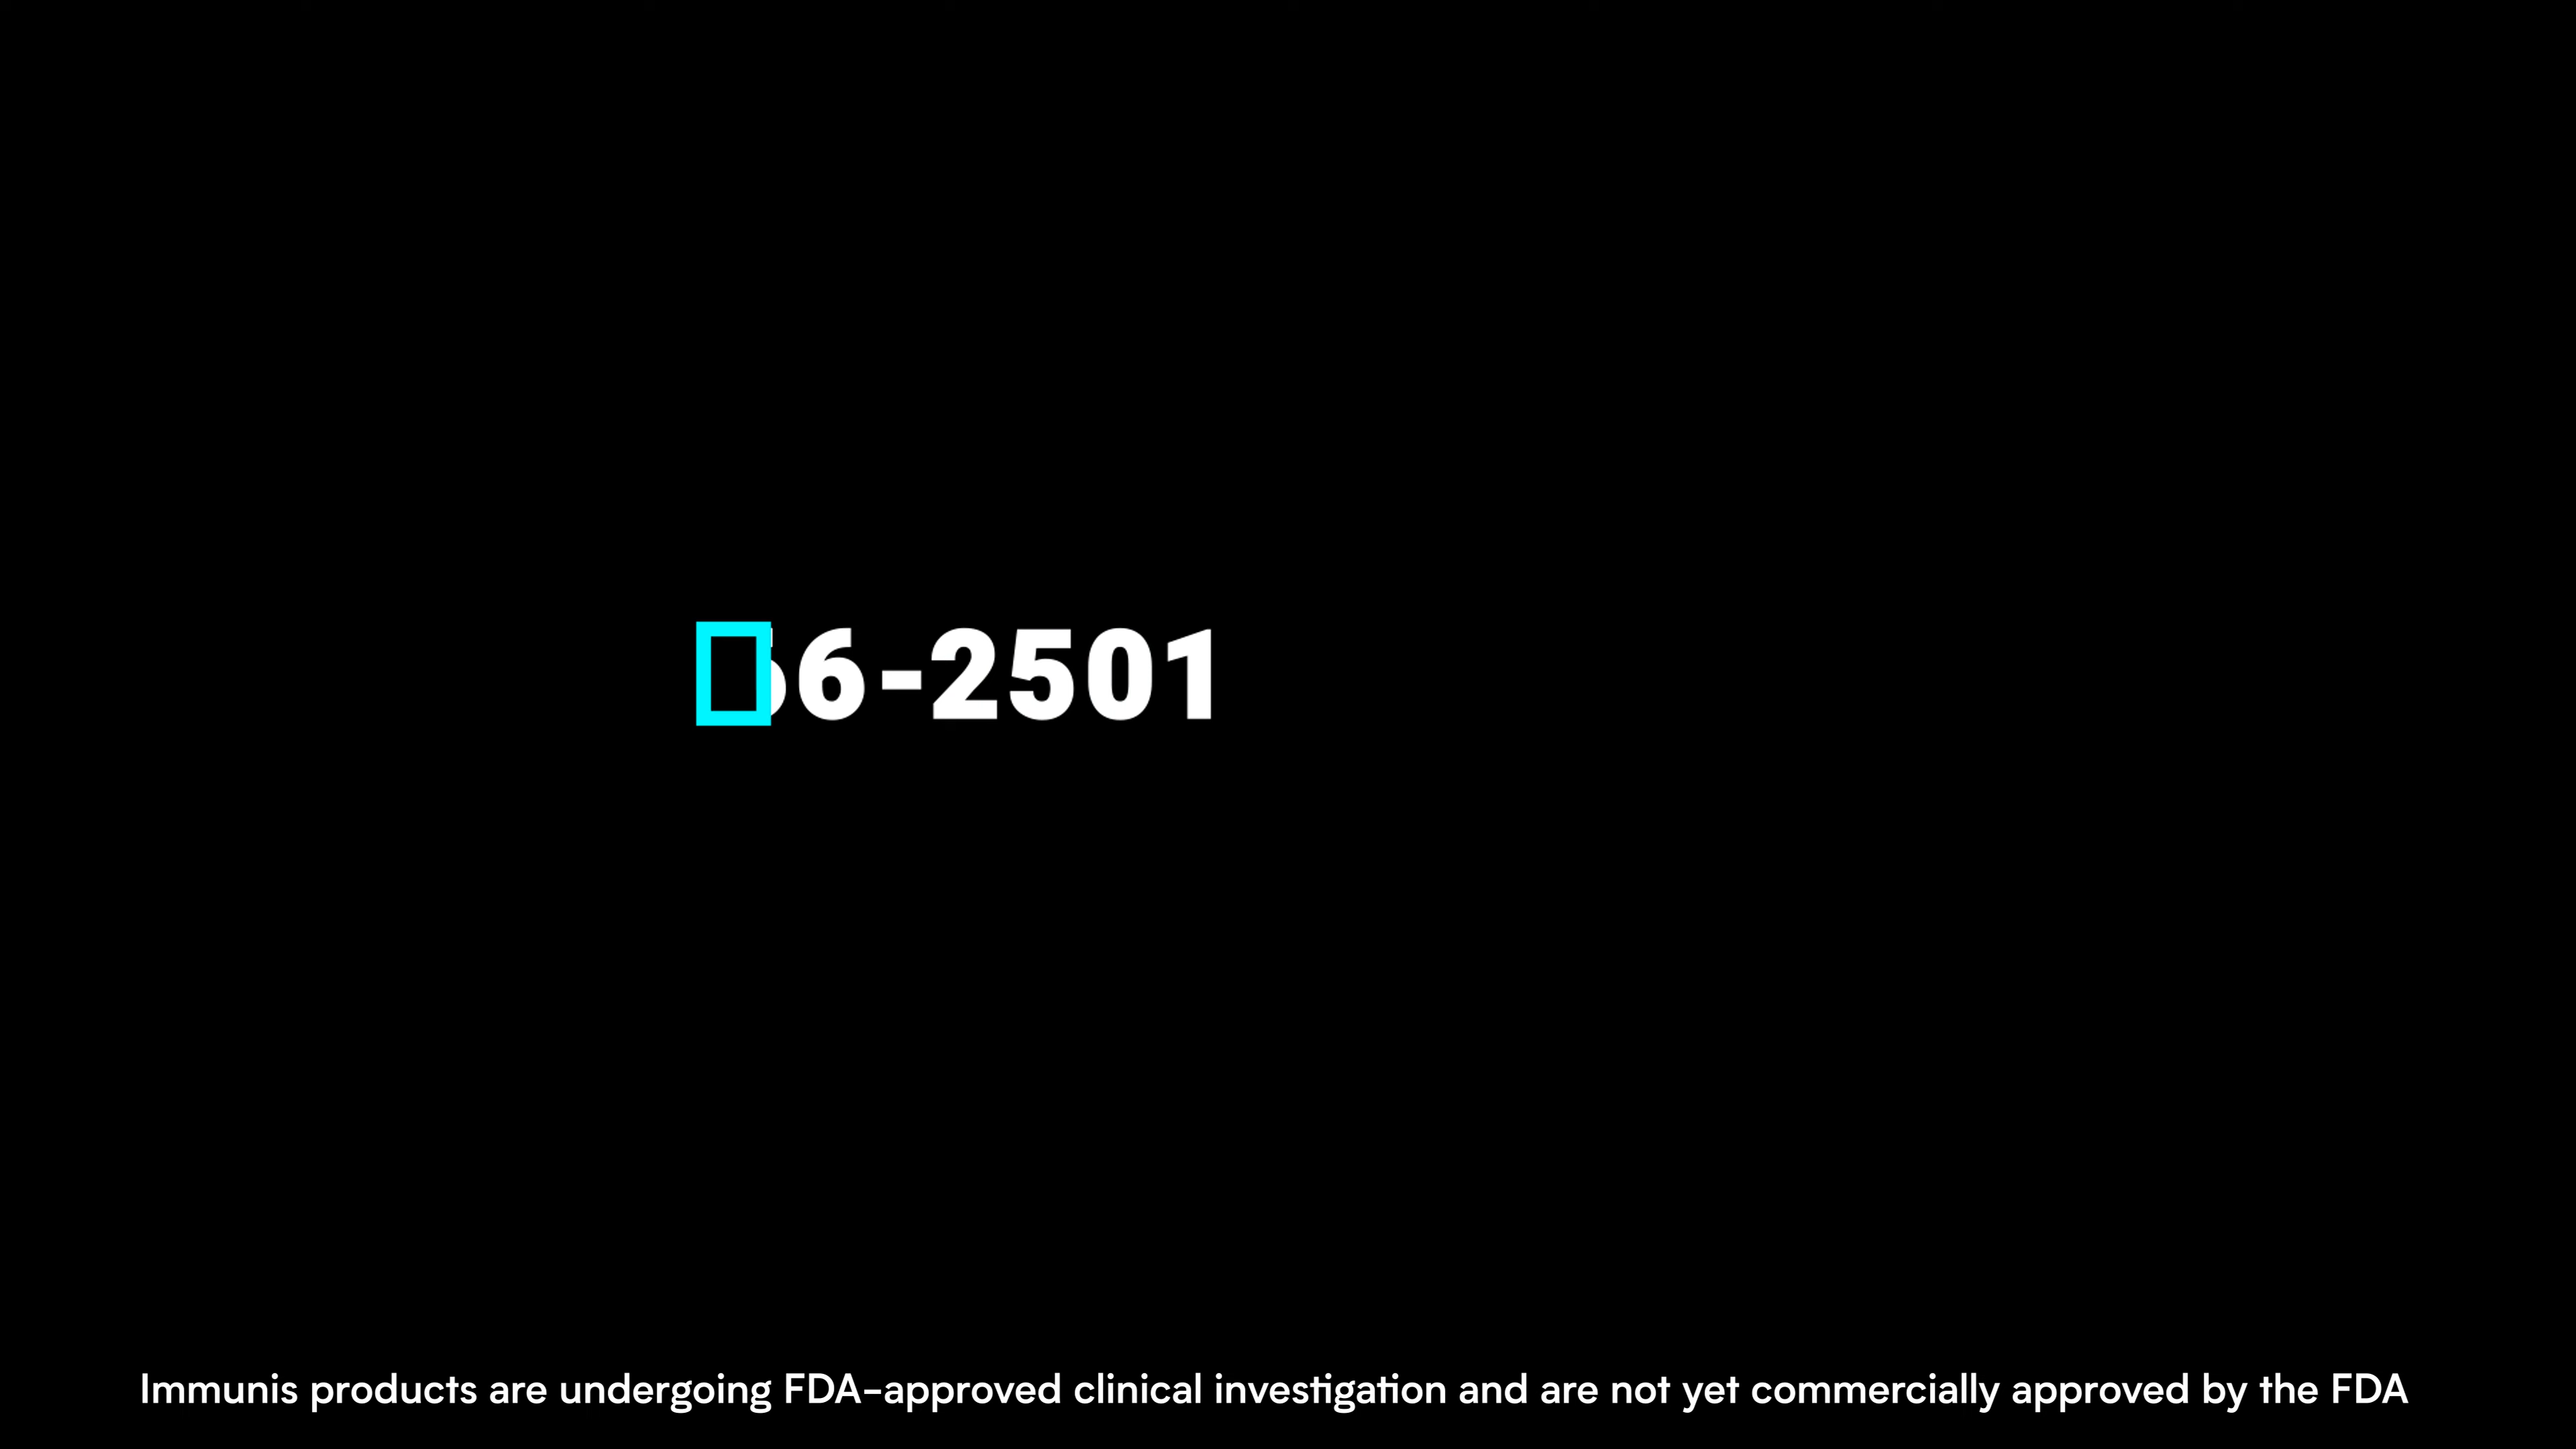 6-2501
Immunis products are undergoing FDA-approved clinical investigation and are not yet commercially approved by the FDA